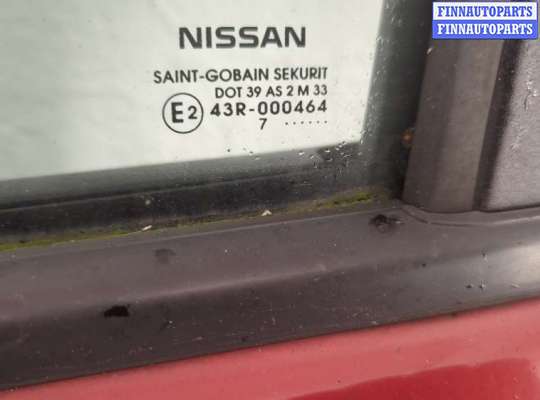 FINNAUTOPARTS
FINNAUTOPARTS
NISSAN
SAINT-GOBAIN SEKURIT
DOT 39 AS 2 M 33
E2 43R-000464
7 ······